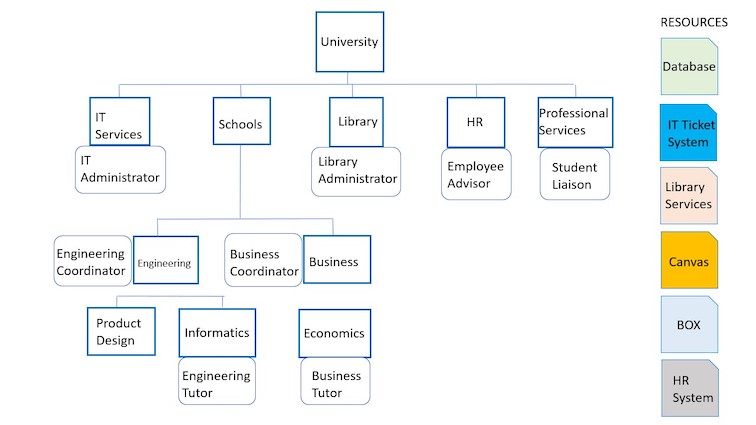 University
RESOURCES
Database
IT
Services
Schools
Library
HR
Professional
Services
IT Ticket
System
IT
Administrator
Library
Administrator
Employee
Advisor
Student
Liaison
Library
Services
Engineering
Coordinator
Engineering
Business
Coordinator
Business
Canvas
Product
Design
Informatics
Economics
BOX
Engineering
Tutor
Business
Tutor
HR
System